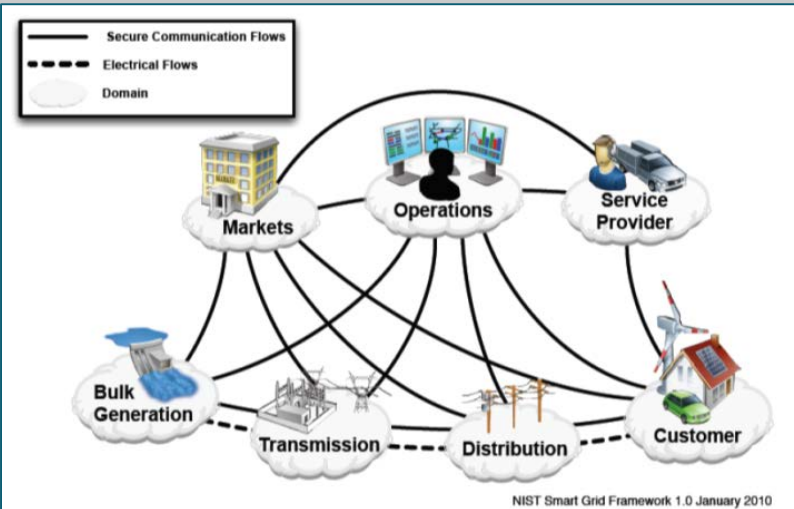 Secure Communication Flows
Electrical Flows
Domain
Markets
Operations
Service
Provider
Bulk
Generation
Transmission
Distribution
Customer
NIST Smart Grid Framework 1.0 January 2010